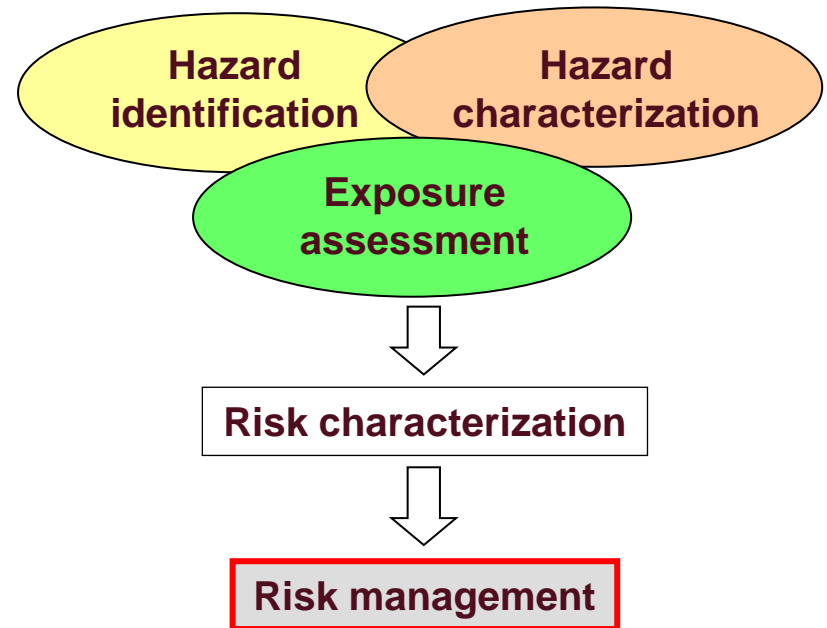 Hazard
identification
Hazard
characterization
Exposure
assessment
Risk characterization
Risk management